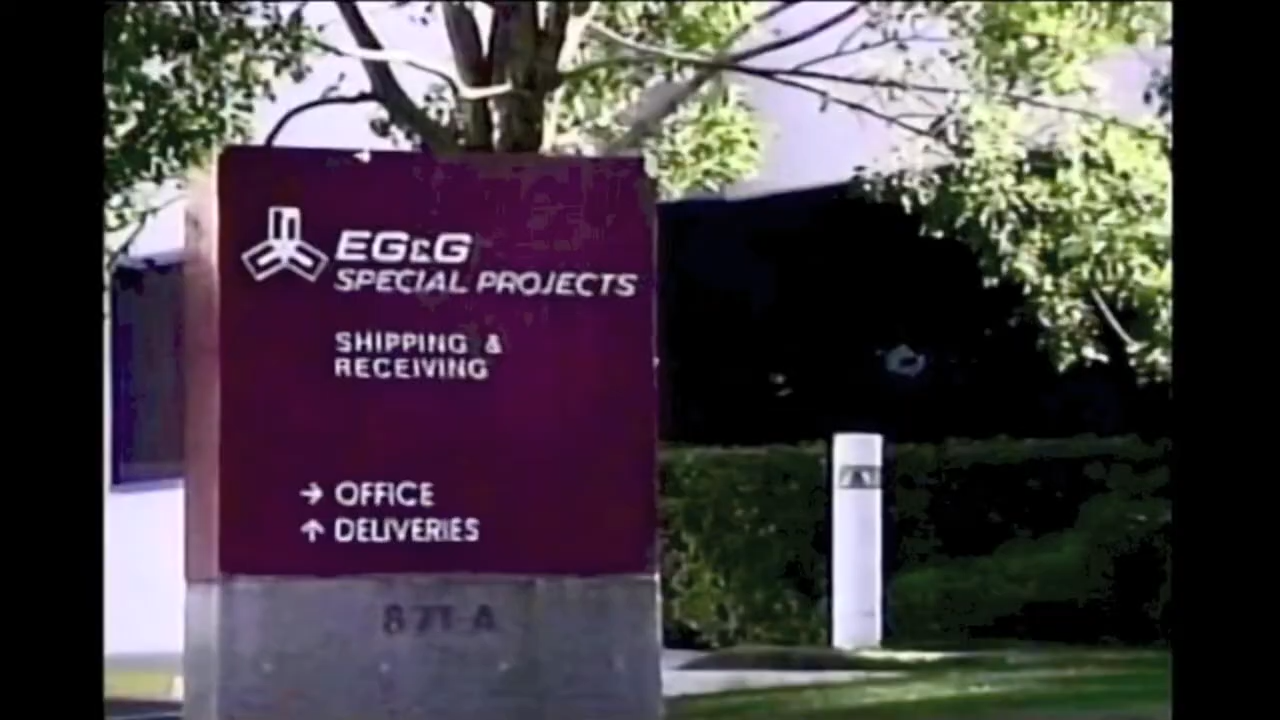 EG&G
SPECIAL PROJECTS
SHIPPING &
RECEIVING
→ OFFICE
↑ DELIVERIES
871-A